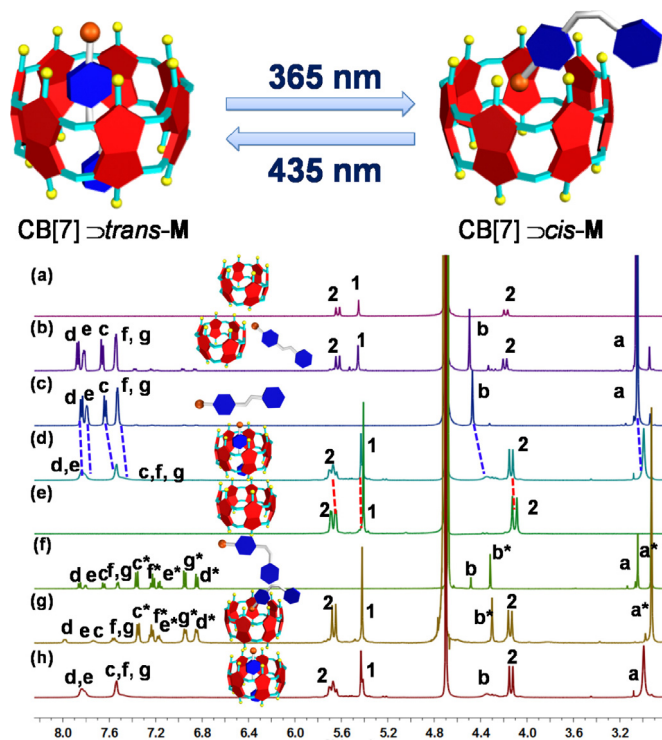 365 nm
435 nm
CB[7] ⊃trans-M
CB[7] ⊃cis-M
(a) 2 1 2
(b) d e c f, g 2 1 b 2 a
(c) d e c f, g b a
(d) d,e c,f, g 2 1 2
(e) 2 1 2
(f) d e c f,g c* f* e* g* d* b b* a a*
(g) d e c f,g c* f* e* g* d* 2 1 b* 2 a*
(h) d,e c,f, g 2 1 b 2 a
8.0 7.6 7.2 6.8 6.4 6.0 5.6 5.2 4.8 4.4 4.0 3.6 3.2